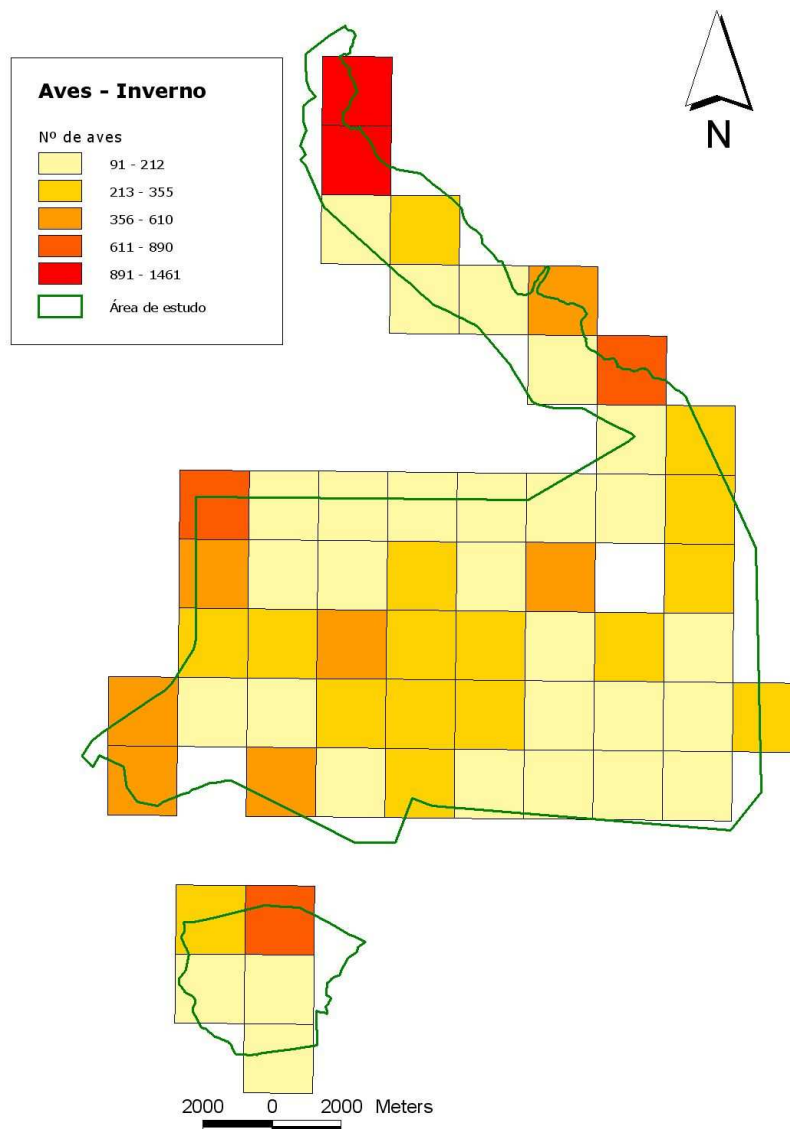 Aves - Inverno
Nº de aves
91 - 212
213 - 355
356 - 610
611 - 890
891 - 1461
Área de estudo
N
2000 0 2000 Meters